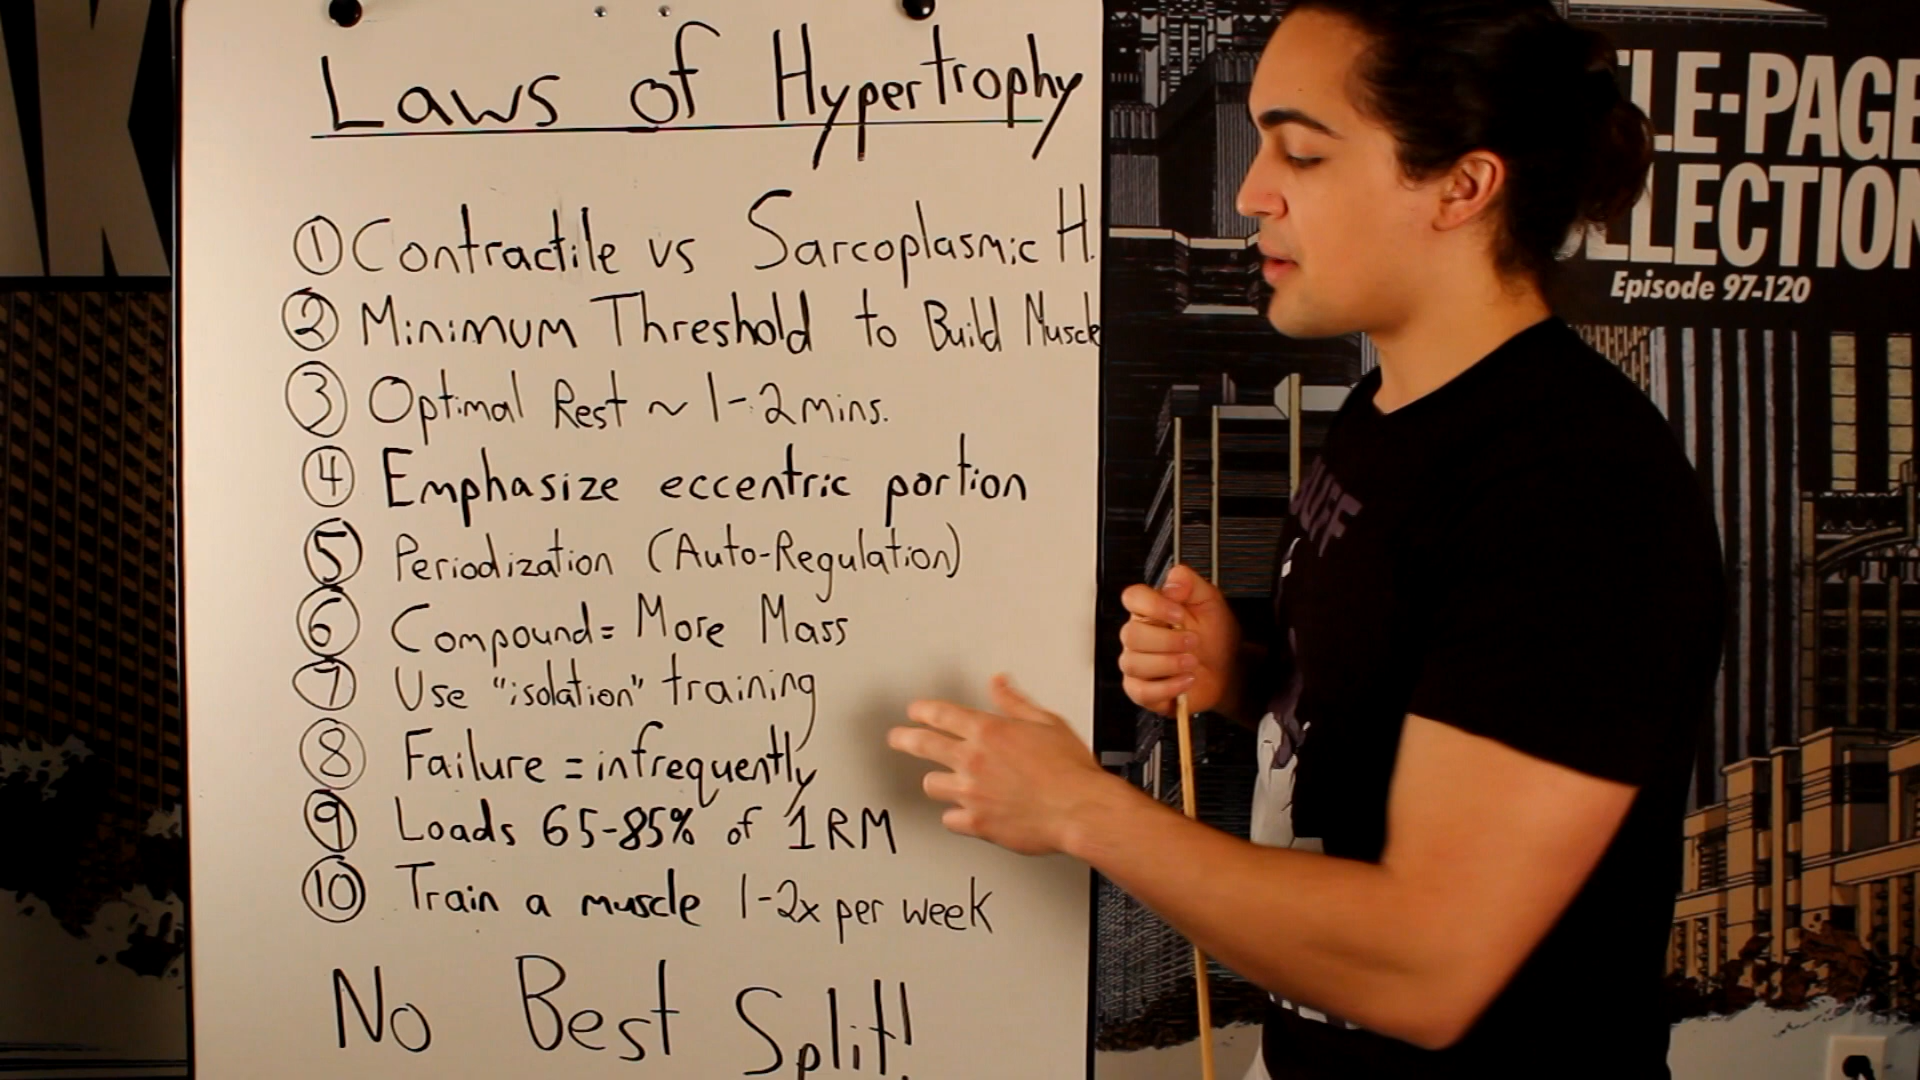 Laws of Hypertrophy
① Contractile vs Sarcoplasmic H.
② Minimum Threshold to Build Muscle
③ Optimal Rest ~ 1-2mins.
④ Emphasize eccentric portion
⑤ Periodization (Auto-Regulation)
⑥ Compound = More Mass
⑦ Use "isolation" training
⑧ Failure = infrequently
⑨ Loads 65-85% of 1RM
⑩ Train a muscle 1-2x per week
No Best Split!
LE-PAGE
LLECTION
Episode 97-120